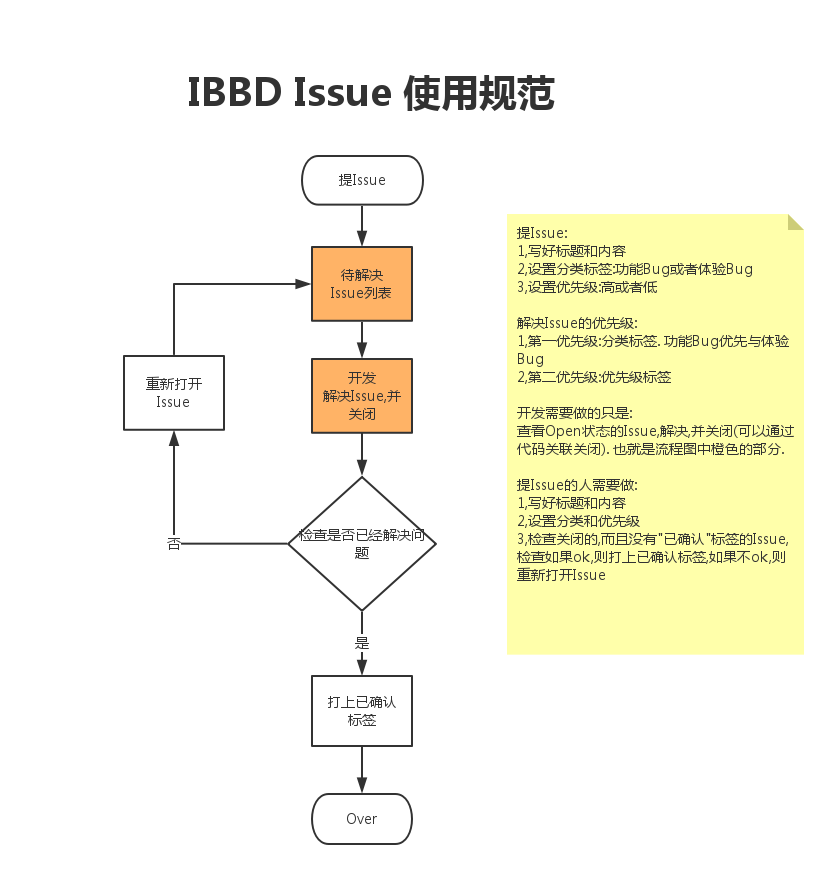 IBBD Issue 使用规范
提Issue
待解决
Issue列表
开发
解决Issue,并
关闭
重新打开
Issue
检查是否已经解决问
题
否
是
打上已确认
标签
Over
提Issue:
1,写好标题和内容
2,设置分类标签:功能Bug或者体验Bug
3,设置优先级:高或者低
解决Issue的优先级:
1,第一优先级:分类标签. 功能Bug优先与体验
Bug
2,第二优先级:优先级标签
开发需要做的只是:
查看Open状态的Issue,解决,并关闭(可以通过
代码关联关闭). 也就是流程图中橙色的部分.
提Issue的人需要做:
1,写好标题和内容
2,设置分类和优先级
3,检查关闭的,而且没有"已确认"标签的Issue,
检查如果ok,则打上已确认标签,如果不ok,则
重新打开Issue